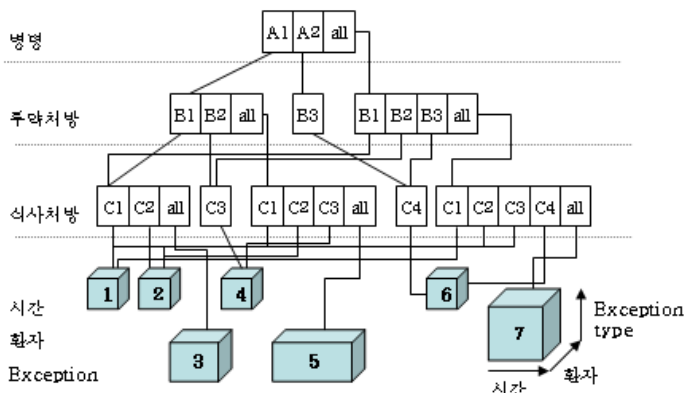 A1 A2 all
병명
투약처방
B1 B2 all B3 B1 B2 B3 all
식사처방
C1 C2 all C3 C1 C2 C3 all C4 C1 C2 C3 C4 all
1 2 4 6
시간
환자
Exception
3 5 7
Exception
type
환자
시간